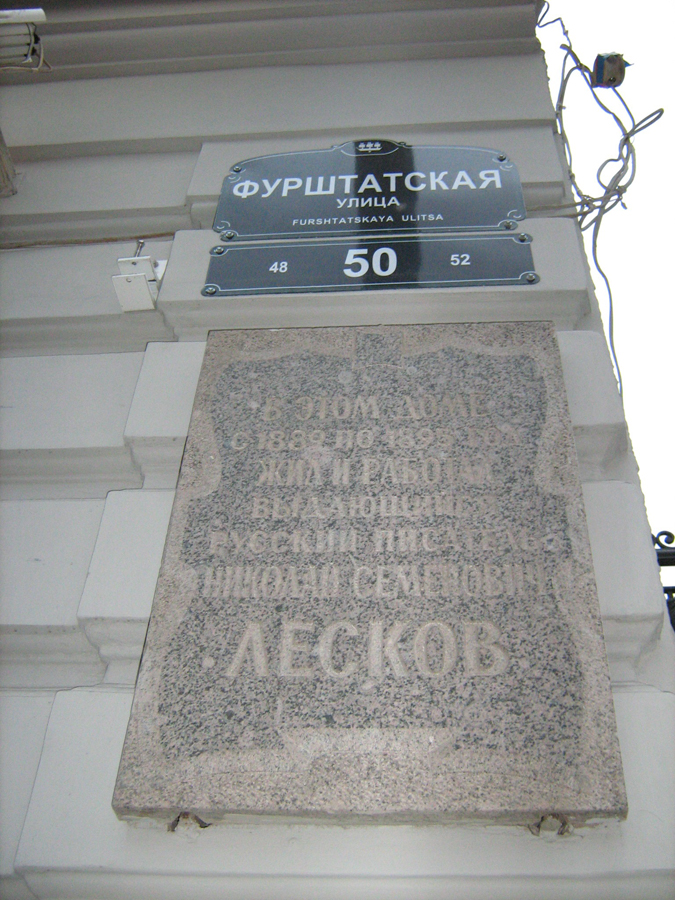 ФУРШТАТСКАЯ
УЛИЦА
FURSHTATSKAYA ULITSA
48 50 52
В ЭТОМ ДОМЕ
С 1889 ПО 1895 ГОД
ЖИЛ И РАБОТАЛ
ВЫДАЮЩИЙСЯ
РУССКИЙ ПИСАТЕЛЬ
НИКОЛАЙ СЕМЕНОВИЧ
·ЛЕСКОВ·